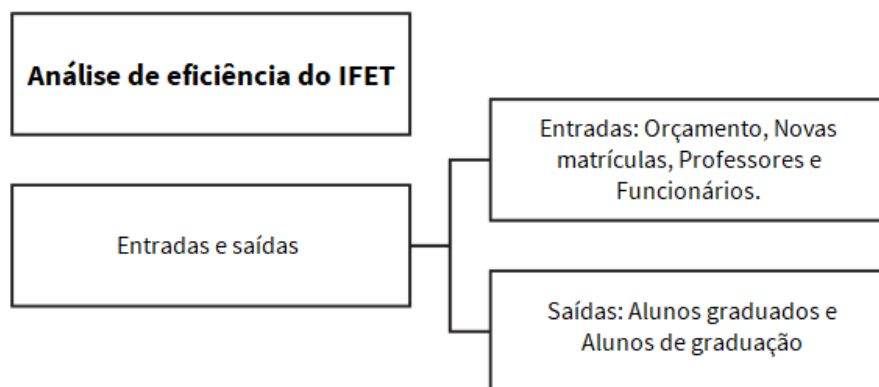 Análise de eficiência do IFET
Entradas: Orçamento, Novas
matrículas, Professores e
Funcionários.
Entradas e saídas
Saídas: Alunos graduados e
Alunos de graduação